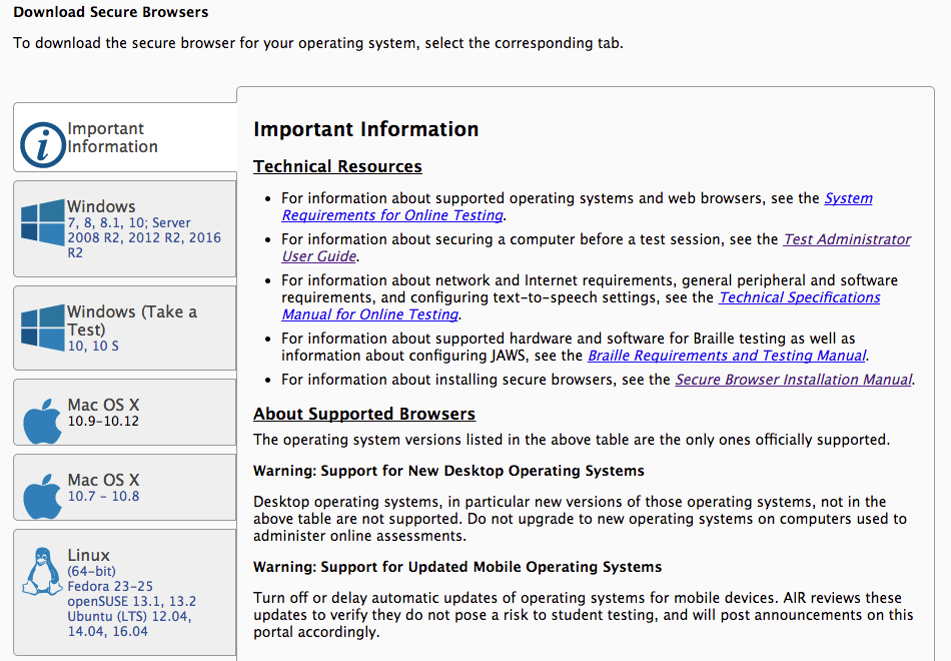 Download Secure Browsers
To download the secure browser for your operating system, select the corresponding tab.
Important
Information
Windows
7, 8, 8.1, 10; Server
2008 R2, 2012 R2, 2016
R2
Windows (Take a
Test)
10, 10 S
Mac OS X
10.9-10.12
Mac OS X
10.7 - 10.8
Linux
(64-bit)
Fedora 23-25
openSUSE 13.1, 13.2
Ubuntu (LTS) 12.04,
14.04, 16.04
Important Information
Technical Resources
• For information about supported operating systems and web browsers, see the System
Requirements for Online Testing.
• For information about securing a computer before a test session, see the Test Administrator
User Guide.
• For information about network and Internet requirements, general peripheral and software
requirements, and configuring text-to-speech settings, see the Technical Specifications
Manual for Online Testing.
• For information about supported hardware and software for Braille testing as well as
information about configuring JAWS, see the Braille Requirements and Testing Manual.
• For information about installing secure browsers, see the Secure Browser Installation Manual.
About Supported Browsers
The operating system versions listed in the above table are the only ones officially supported.
Warning: Support for New Desktop Operating Systems
Desktop operating systems, in particular new versions of those operating systems, not in the
above table are not supported. Do not upgrade to new operating systems on computers used to
administer online assessments.
Warning: Support for Updated Mobile Operating Systems
Turn off or delay automatic updates of operating systems for mobile devices. AIR reviews these
updates to verify they do not pose a risk to student testing, and will post announcements on this
portal accordingly.